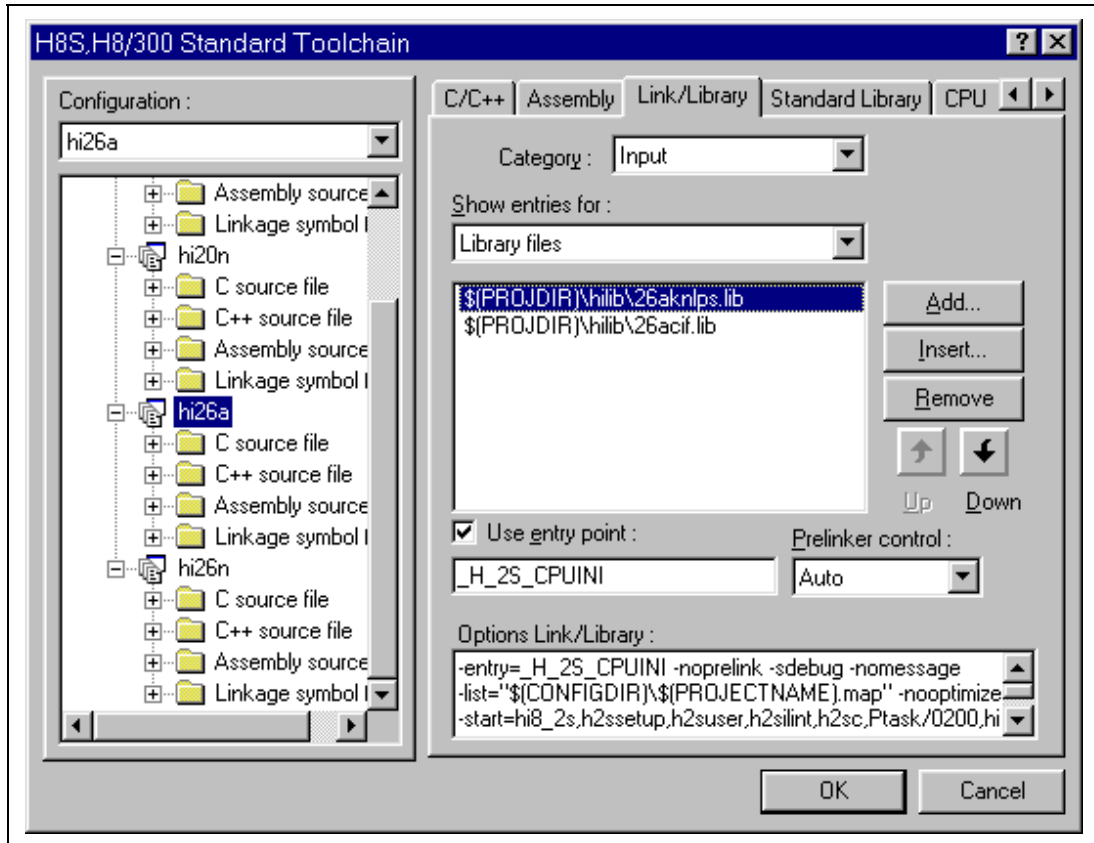 H8S,H8/300 Standard Toolchain
Configuration :
hi26a
Assembly source
Linkage symbol
hi20n
C source file
C++ source file
Assembly source
Linkage symbol
hi26a
C source file
C++ source file
Assembly source
Linkage symbol
hi26n
C source file
C++ source file
Assembly source
Linkage symbol
C/C++ Assembly Link/Library Standard Library CPU
Category : Input
Show entries for :
Library files
$(PROJDIR)\hilib\26aknlps.lib
$(PROJDIR)\hilib\26acif.lib
Add...
Insert...
Remove
Up Down
Use entry point :
_H_2S_CPUINI
Prelinker control :
Auto
Options Link/Library :
-entry=_H_2S_CPUINI -noprelink -sdebug -nomessage
-list="$(CONFIGDIR)\$(PROJECTNAME).map" -nooptimize
-start=hi8_2s,h2ssetup,h2suser,h2silint,h2sc,Ptask/0200,hi
OK Cancel